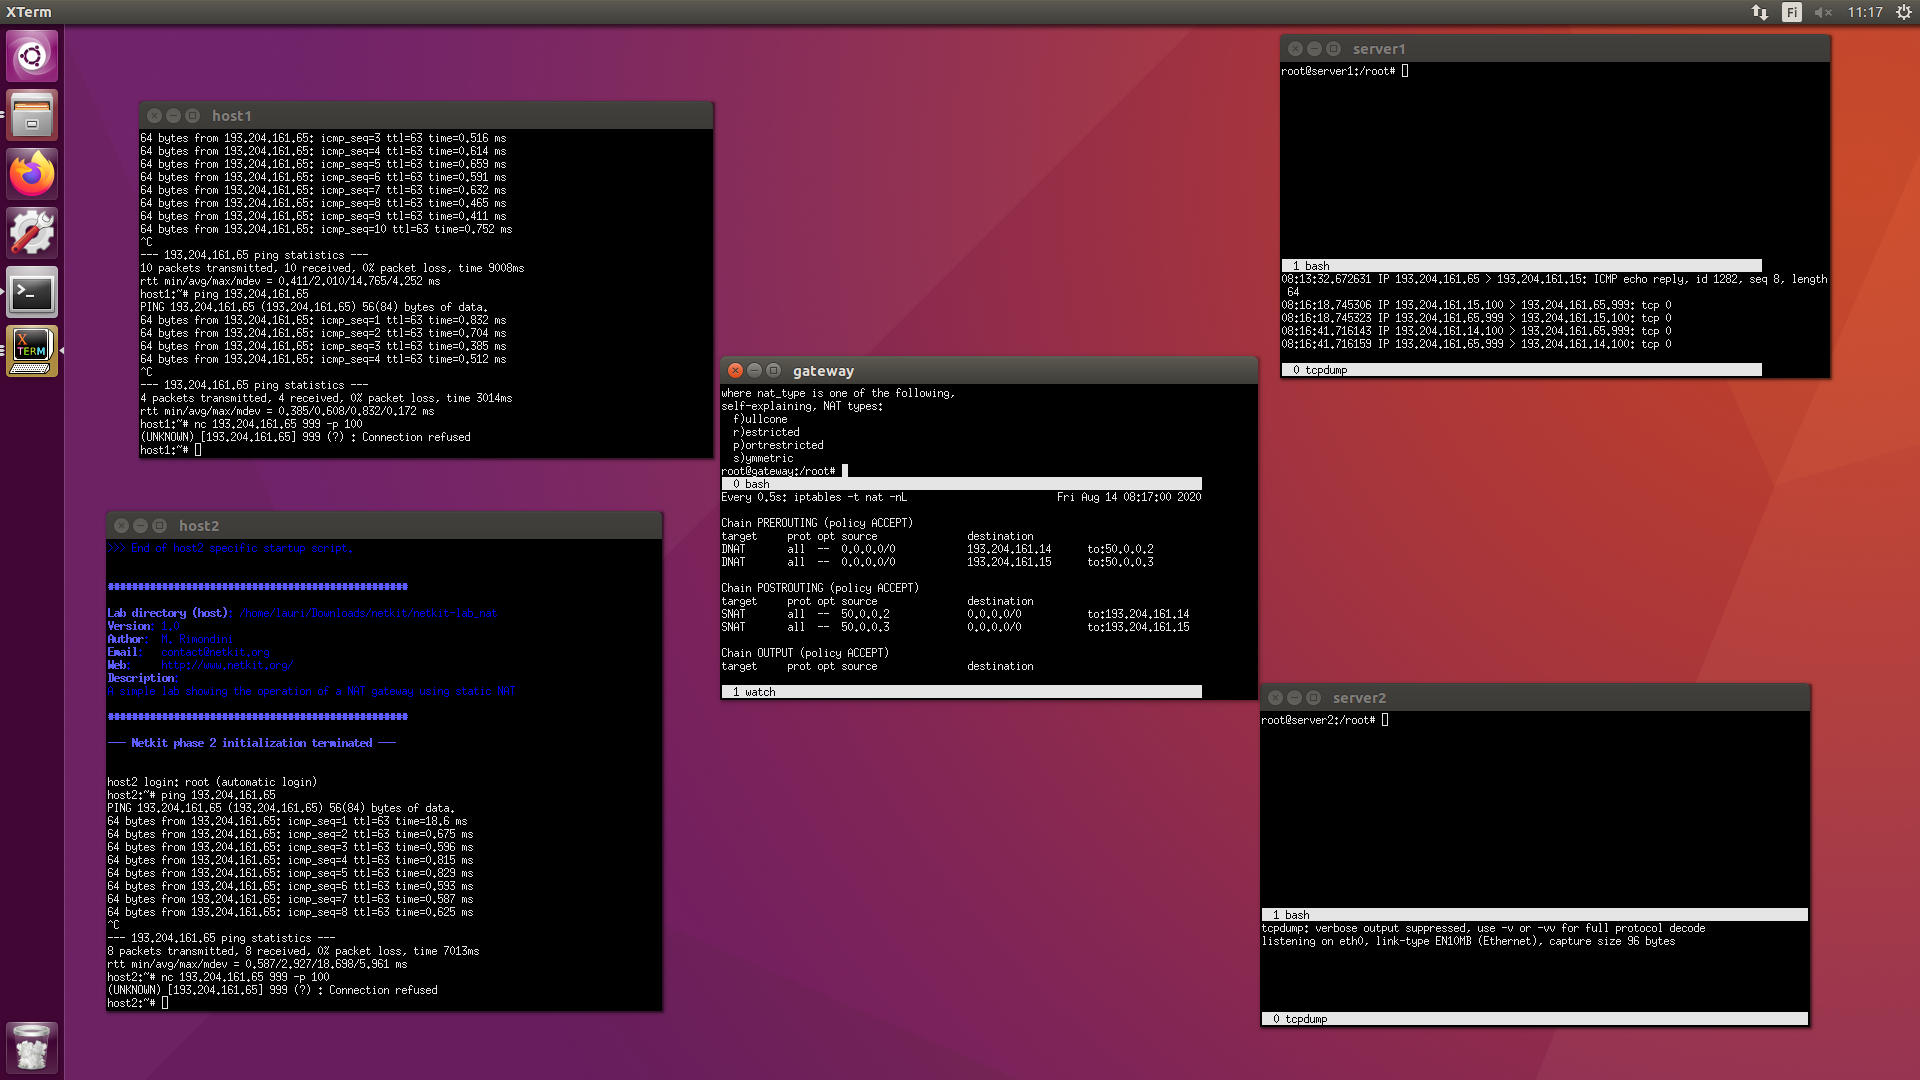 XTerm
Fi
11:17
host1
64 bytes from 193.204.161.65: icmp_seq=3 ttl=63 time=0.516 ms
64 bytes from 193.204.161.65: icmp_seq=4 ttl=63 time=0.614 ms
64 bytes from 193.204.161.65: icmp_seq=5 ttl=63 time=0.659 ms
64 bytes from 193.204.161.65: icmp_seq=6 ttl=63 time=0.591 ms
64 bytes from 193.204.161.65: icmp_seq=7 ttl=63 time=0.632 ms
64 bytes from 193.204.161.65: icmp_seq=8 ttl=63 time=0.465 ms
64 bytes from 193.204.161.65: icmp_seq=9 ttl=63 time=0.411 ms
64 bytes from 193.204.161.65: icmp_seq=10 ttl=63 time=0.752 ms
^C
--- 193.204.161.65 ping statistics ---
10 packets transmitted, 10 received, 0% packet loss, time 9008ms
rtt min/avg/max/mdev = 0.411/2.010/14.765/4.252 ms
host1:~# ping 193.204.161.65
PING 193.204.161.65 (193.204.161.65) 56(84) bytes of data.
64 bytes from 193.204.161.65: icmp_seq=1 ttl=63 time=0.832 ms
64 bytes from 193.204.161.65: icmp_seq=2 ttl=63 time=0.704 ms
64 bytes from 193.204.161.65: icmp_seq=3 ttl=63 time=0.385 ms
64 bytes from 193.204.161.65: icmp_seq=4 ttl=63 time=0.512 ms
^C
--- 193.204.161.65 ping statistics ---
4 packets transmitted, 4 received, 0% packet loss, time 3014ms
rtt min/avg/max/mdev = 0.385/0.608/0.832/0.172 ms
host1:~# nc 193.204.161.65 999 -p 100
(UNKNOWN) [193.204.161.65] 999 (?) : Connection refused
host1:~#
host2
>>> End of host2 specific startup script.
##################################################
Lab directory (host): /home/lauri/Downloads/netkit/netkit-lab_nat
Version: 1.0
Author: M. Rimondini
Email: contact@netkit.org
Web: http://www.netkit.org/
Description:
A simple lab showing the operation of a NAT gateway using static NAT
##################################################
--- Netkit phase 2 initialization terminated ---
host2 login: root (automatic login)
host2:~# ping 193.204.161.65
PING 193.204.161.65 (193.204.161.65) 56(84) bytes of data.
64 bytes from 193.204.161.65: icmp_seq=1 ttl=63 time=18.6 ms
64 bytes from 193.204.161.65: icmp_seq=2 ttl=63 time=0.675 ms
64 bytes from 193.204.161.65: icmp_seq=3 ttl=63 time=0.596 ms
64 bytes from 193.204.161.65: icmp_seq=4 ttl=63 time=0.815 ms
64 bytes from 193.204.161.65: icmp_seq=5 ttl=63 time=0.829 ms
64 bytes from 193.204.161.65: icmp_seq=6 ttl=63 time=0.593 ms
64 bytes from 193.204.161.65: icmp_seq=7 ttl=63 time=0.587 ms
64 bytes from 193.204.161.65: icmp_seq=8 ttl=63 time=0.625 ms
^C
--- 193.204.161.65 ping statistics ---
8 packets transmitted, 8 received, 0% packet loss, time 7013ms
rtt min/avg/max/mdev = 0.587/2.927/18.698/5.961 ms
host2:~# nc 193.204.161.65 999 -p 100
(UNKNOWN) [193.204.161.65] 999 (?) : Connection refused
host2:~#
gateway
where nat_type is one of the following,
self-explaining, NAT types:
f)ullcone
r)estricted
p)ortrestricted
s)ymmetric
root@gateway:/root#
0 bash
Every 0.5s: iptables -t nat -nL Fri Aug 14 08:17:00 2020
Chain PREROUTING (policy ACCEPT)
target prot opt source destination
DNAT all -- 0.0.0.0/0 193.204.161.14 to:50.0.0.2
DNAT all -- 0.0.0.0/0 193.204.161.15 to:50.0.0.3
Chain POSTROUTING (policy ACCEPT)
target prot opt source destination
SNAT all -- 50.0.0.2 0.0.0.0/0 to:193.204.161.14
SNAT all -- 50.0.0.3 0.0.0.0/0 to:193.204.161.15
Chain OUTPUT (policy ACCEPT)
target prot opt source destination
1 watch
server1
root@server1:/root#
1 bash
08:13:32.672631 IP 193.204.161.65 > 193.204.161.15: ICMP echo reply, id 1282, seq 8, length
64
08:16:18.745306 IP 193.204.161.15.100 > 193.204.161.65.999: tcp 0
08:16:18.745323 IP 193.204.161.65.999 > 193.204.161.15.100: tcp 0
08:16:41.716143 IP 193.204.161.14.100 > 193.204.161.65.999: tcp 0
08:16:41.716159 IP 193.204.161.65.999 > 193.204.161.14.100: tcp 0
0 tcpdump
server2
root@server2:/root#
1 bash
tcpdump: verbose output suppressed, use -v or -vv for full protocol decode
listening on eth0, link-type EN10MB (Ethernet), capture size 96 bytes
0 tcpdump
X
TERM